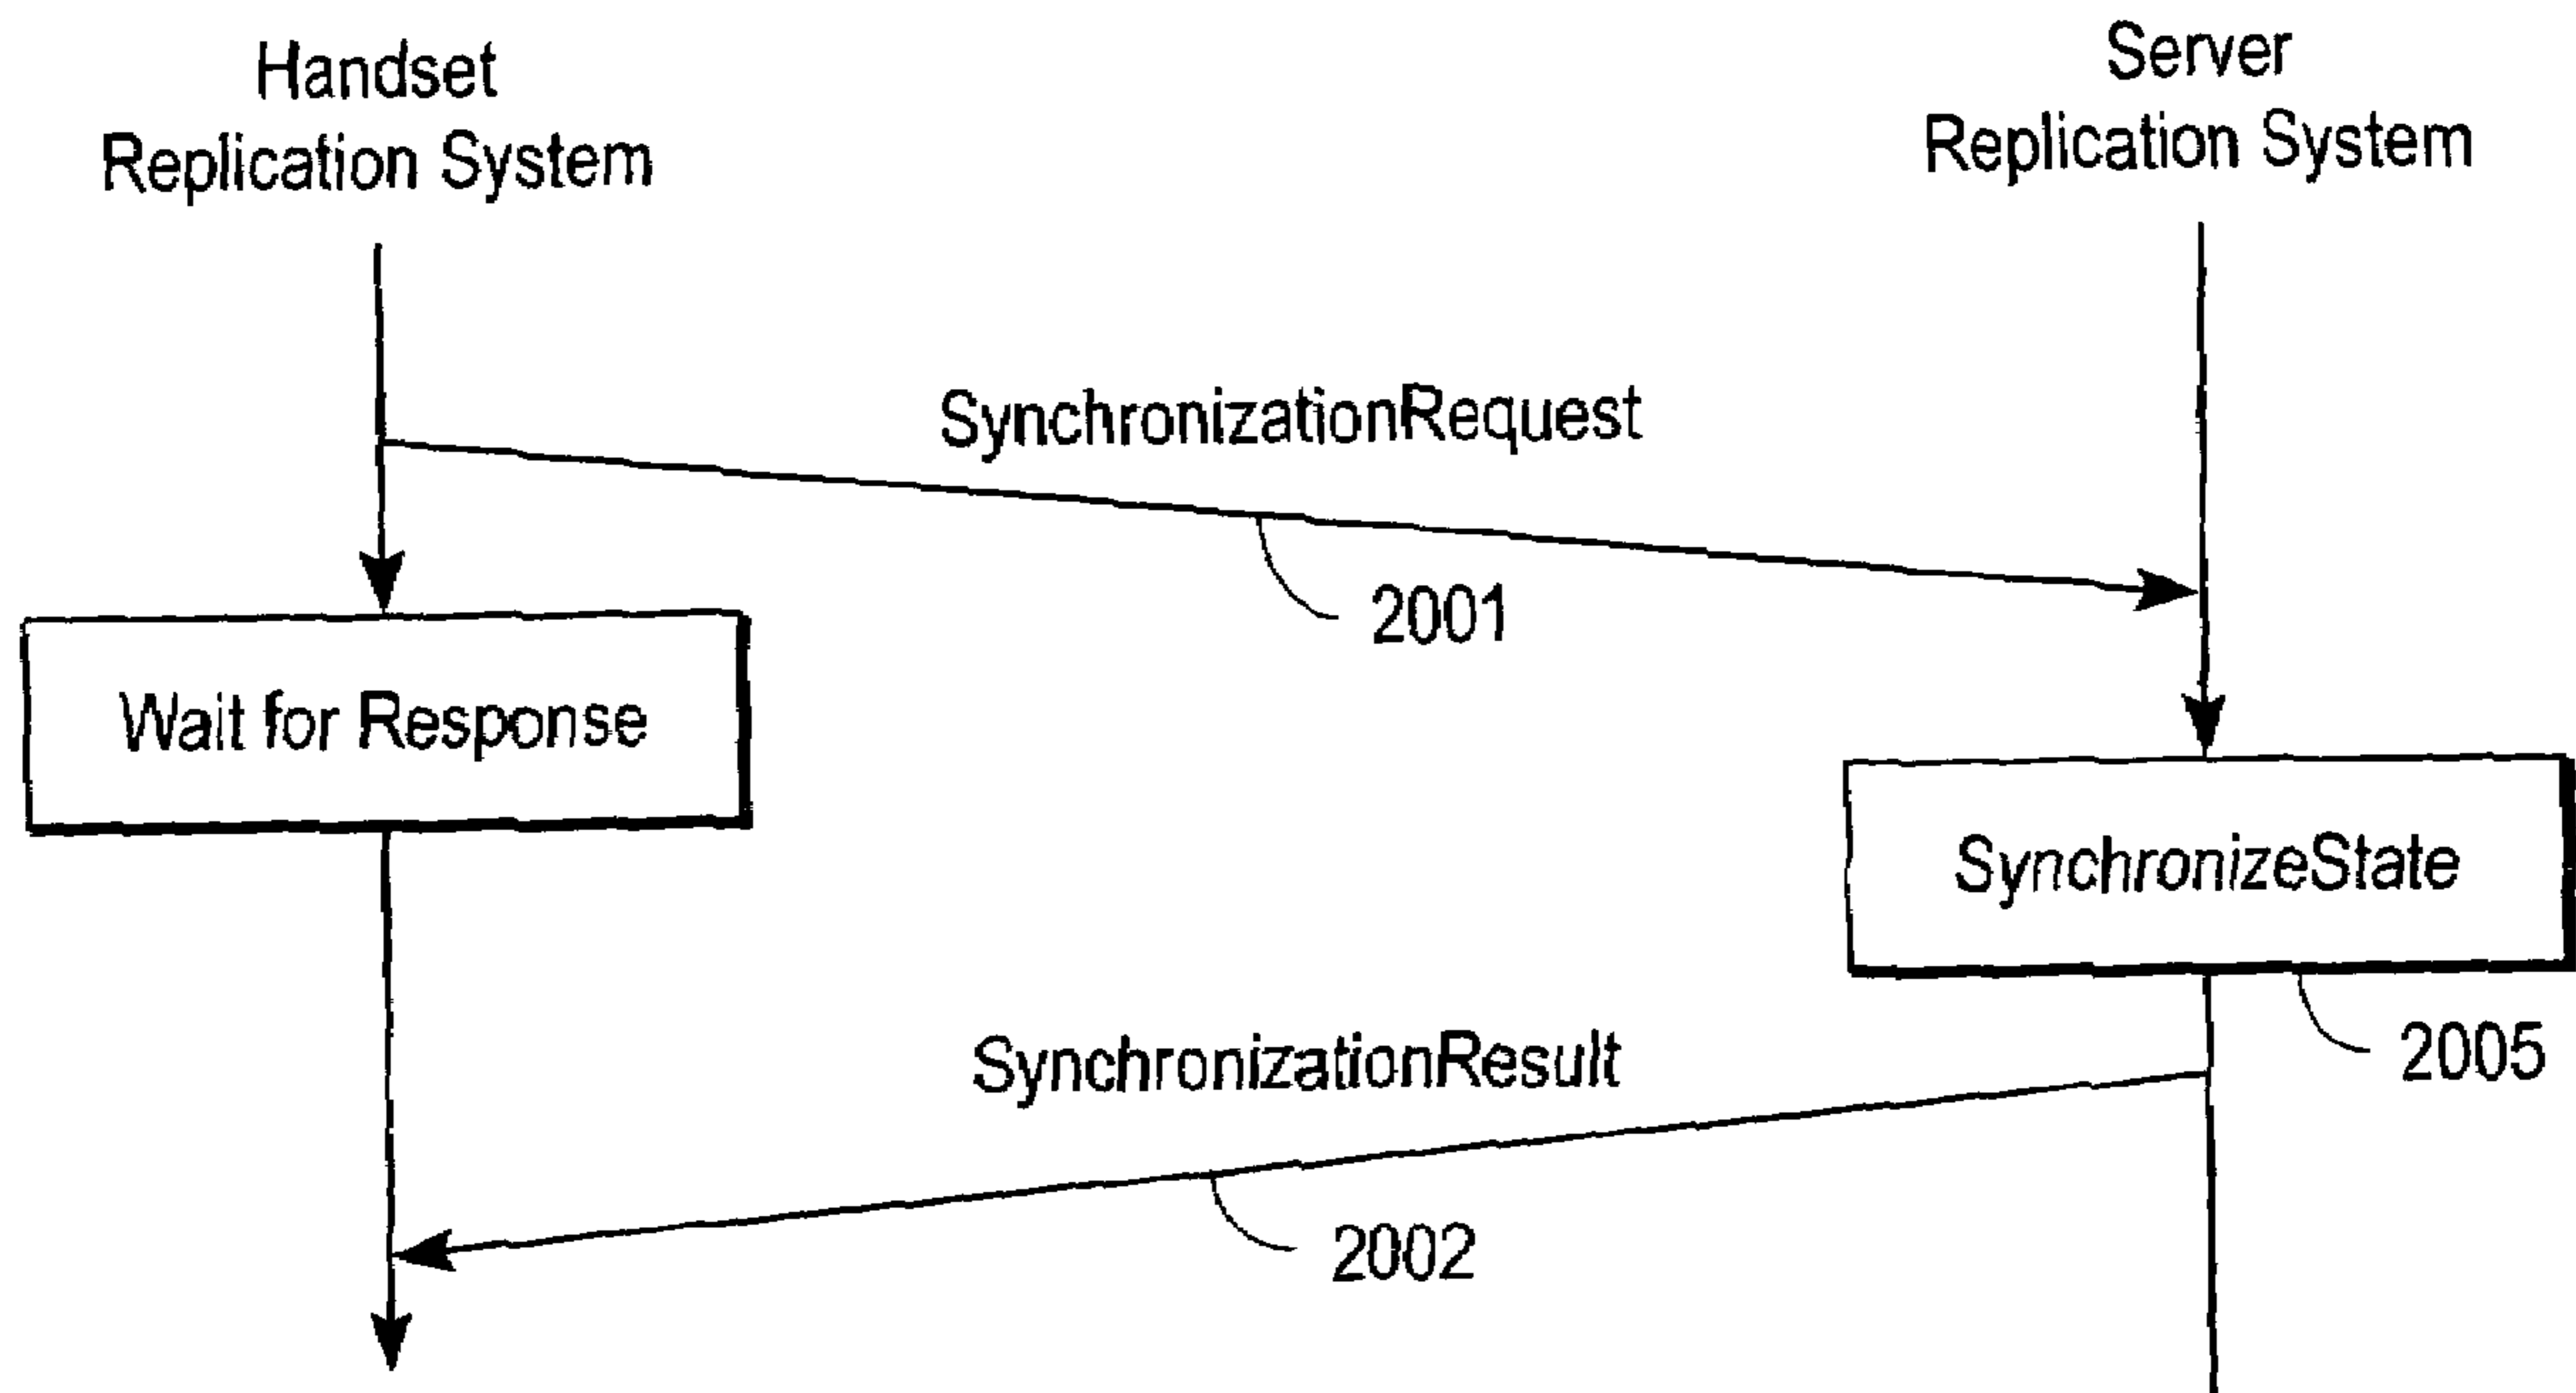 Handset
Replication System
Server
Replication System
SynchronizationRequest
2001
Wait for Response
SynchronizeState
2005
SynchronizationResult
2002